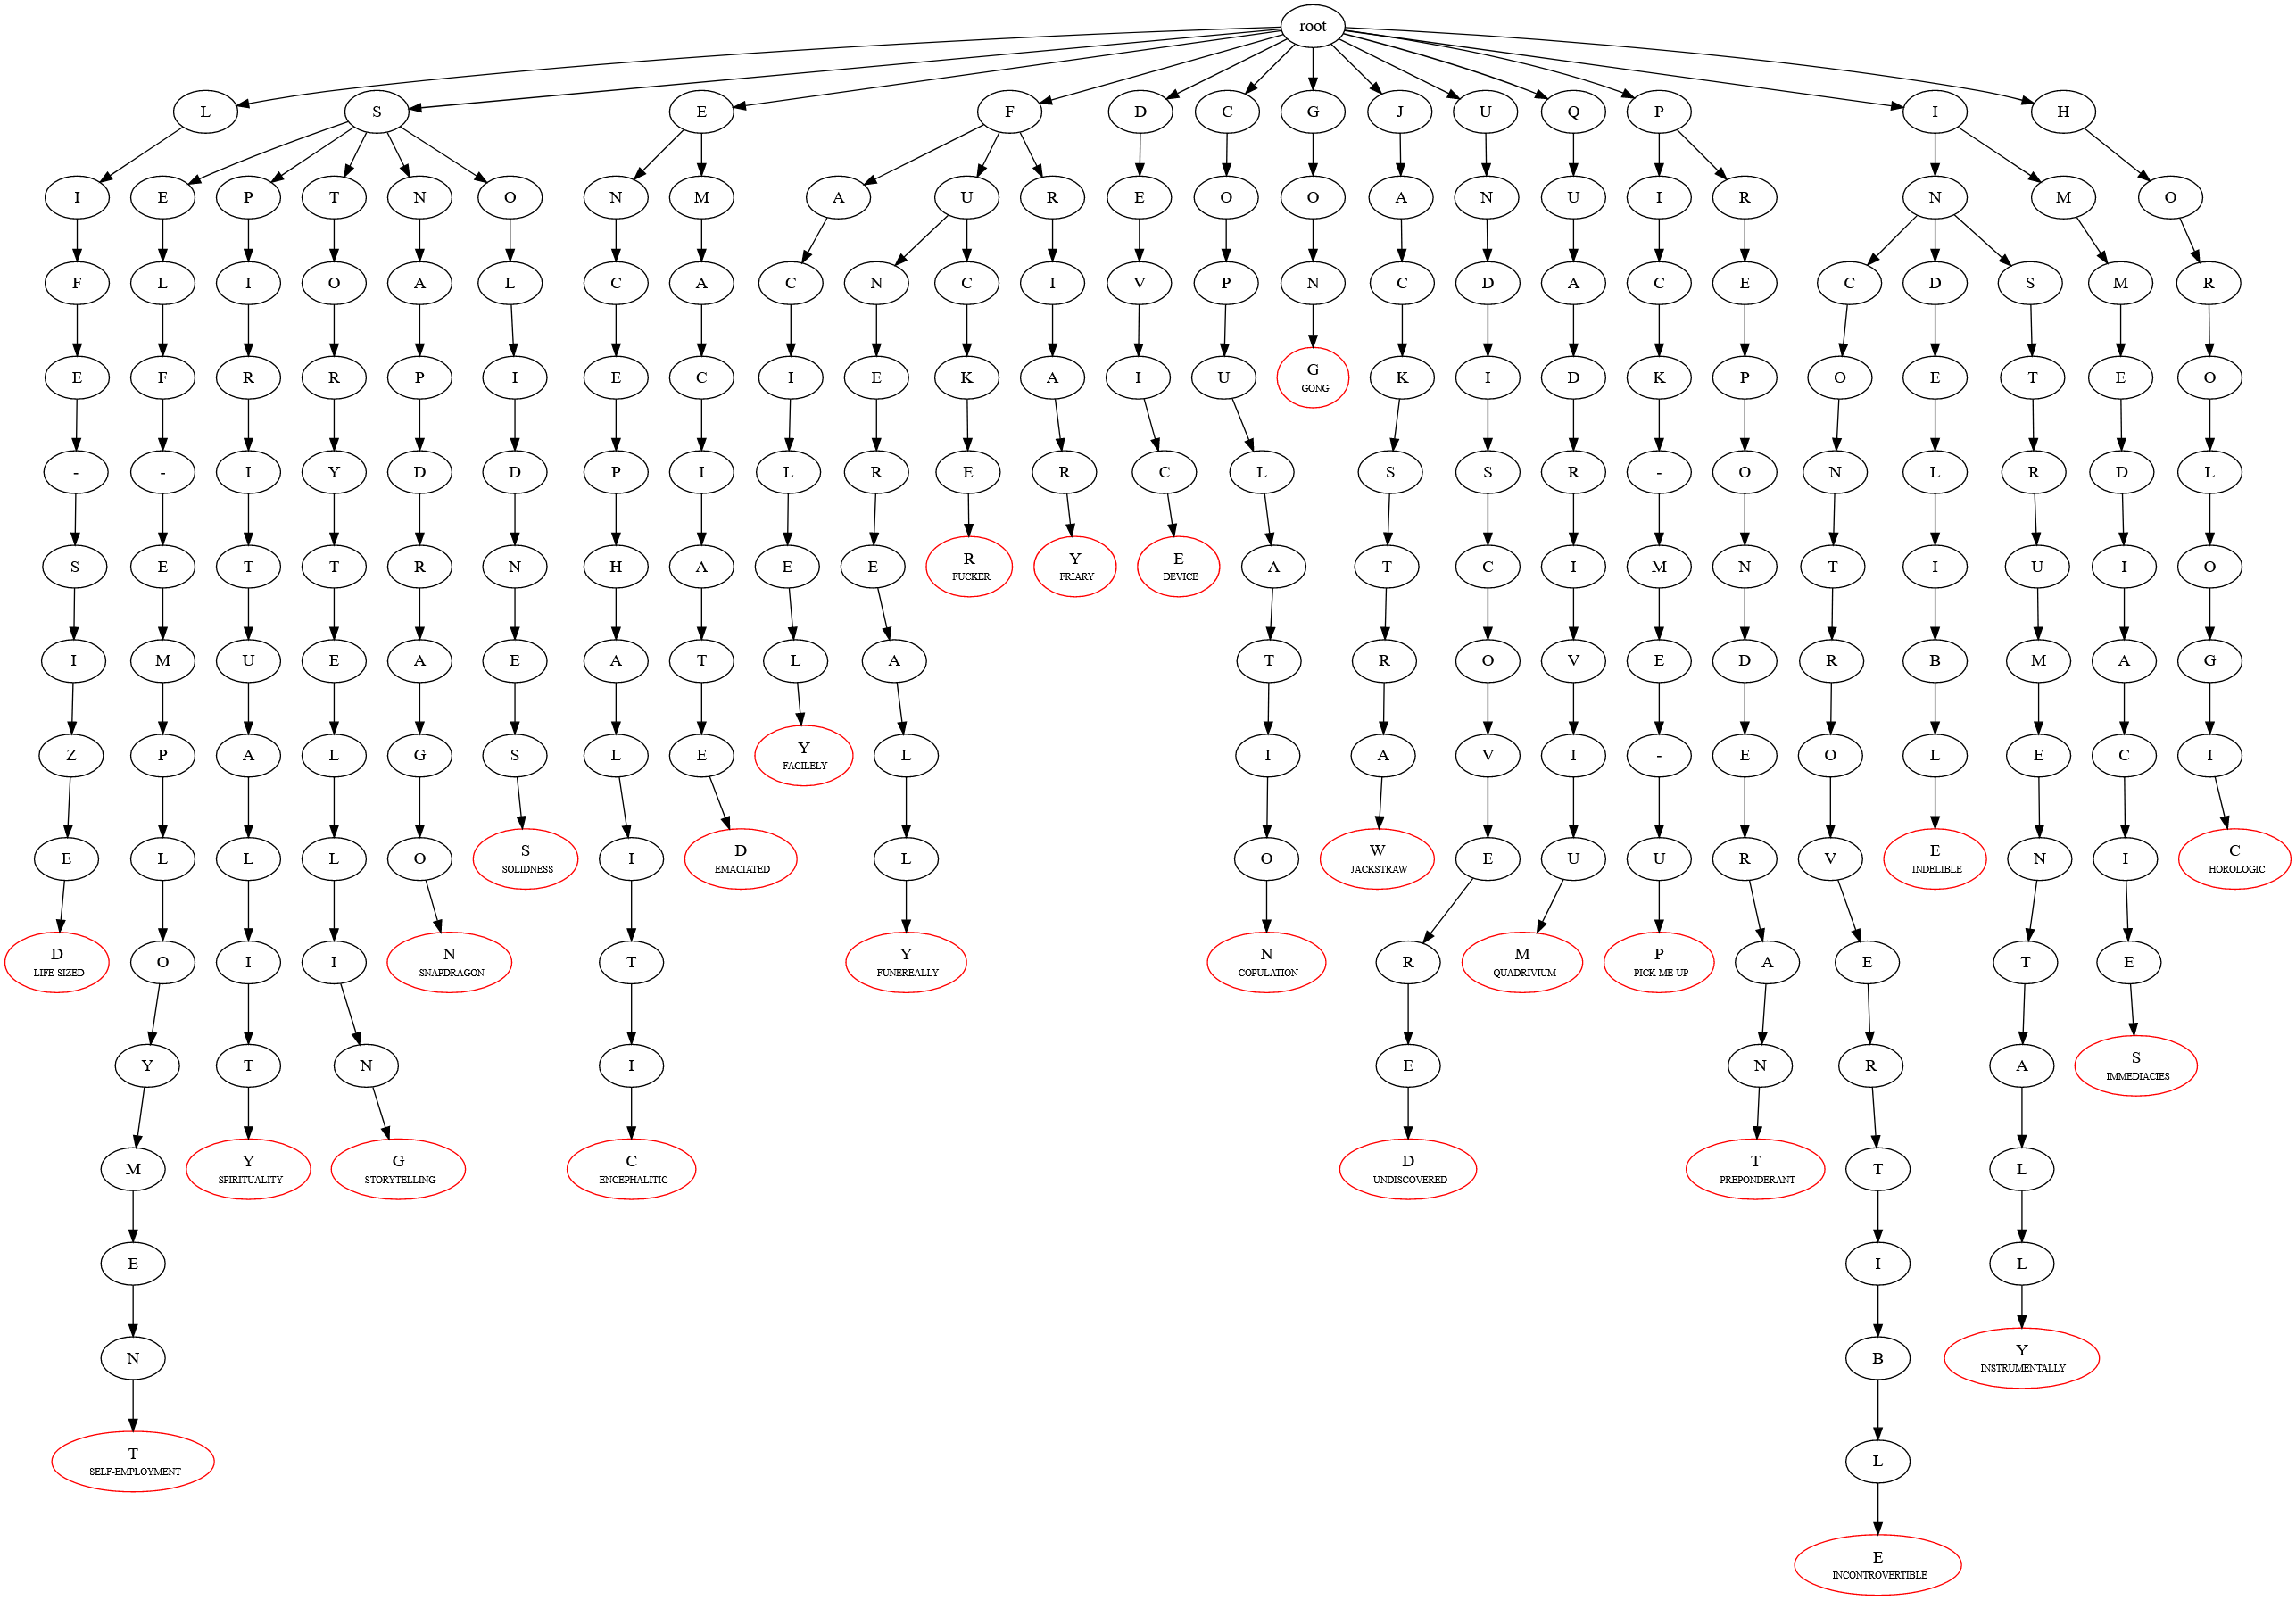 root
L S E F D C G J U Q P I H
I E P T N O N M A U R E O O A N U I R N M O
F L I O A L C A C N C I V P N C D A C E C D S M R
E F R R P I E C I E K A I U G K I D K P O E T E O
GONG
- - I Y D D P I L R E R C L S S R - O N L R D L
S E T T R N H A E E R Y E A T C I M N T I U I O
FUCKER FRIARY DEVICE
I M U E A E A T L A T R O V E D R B M A G
Z P A L G S L E Y L I A V I - E O L E C I
FACILELY
E L L L O S I D L O W E U U R V E N I C
SOLIDNESS EMACIATED JACKSTRAW INDELIBLE HOROLOGIC
D O I I N T Y N R M P A E T E
LIFE-SIZED SNAPDRAGON FUNEREALLY COPULATION QUADRIVIUM PICK-ME-UP
Y T N I E N R A S
IMMEDIACIES
M Y G C D T T L
SPIRITUALITY STORYTELLING ENCEPHALITIC UNDISCOVERED PREPONDERANT
E I L
N B Y
INSTRUMENTALLY
T L
SELF-EMPLOYMENT
E
INCONTROVERTIBLE